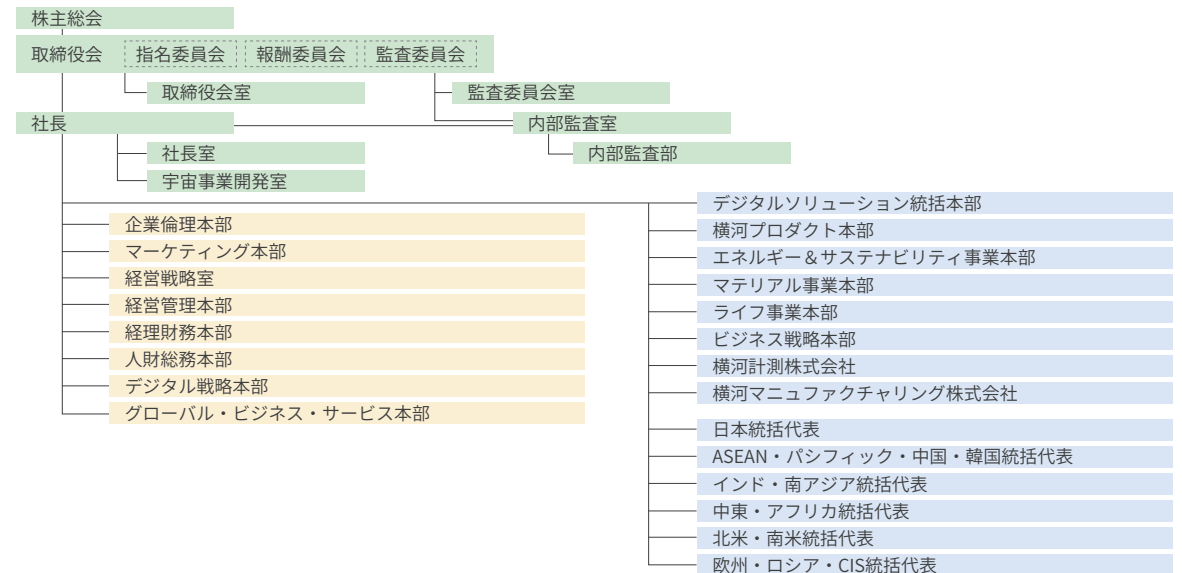 株主総会
取締役会 指名委員会 報酬委員会 監査委員会
取締役会室
監査委員会室
社長
内部監査室
社長室
内部監査部
宇宙事業開発室
企業倫理本部
マーケティング本部
経営戦略室
経営管理本部
経理財務本部
人財総務本部
デジタル戦略本部
グローバル・ビジネス・サービス本部
デジタルソリューション統括本部
横河プロダクト本部
エネルギー＆サステナビリティ事業本部
マテリアル事業本部
ライフ事業本部
ビジネス戦略本部
横河計測株式会社
横河マニュファクチャリング株式会社
日本統括代表
ASEAN・パシフィック・中国・韓国統括代表
インド・南アジア統括代表
中東・アフリカ統括代表
北米・南米統括代表
欧州・ロシア・CIS統括代表